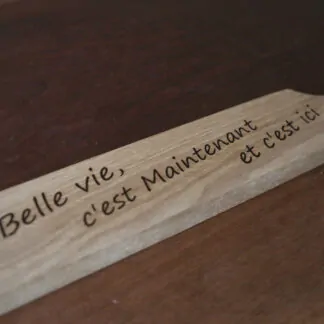 Belle vie,
c'est Maintenant
et c'est ici